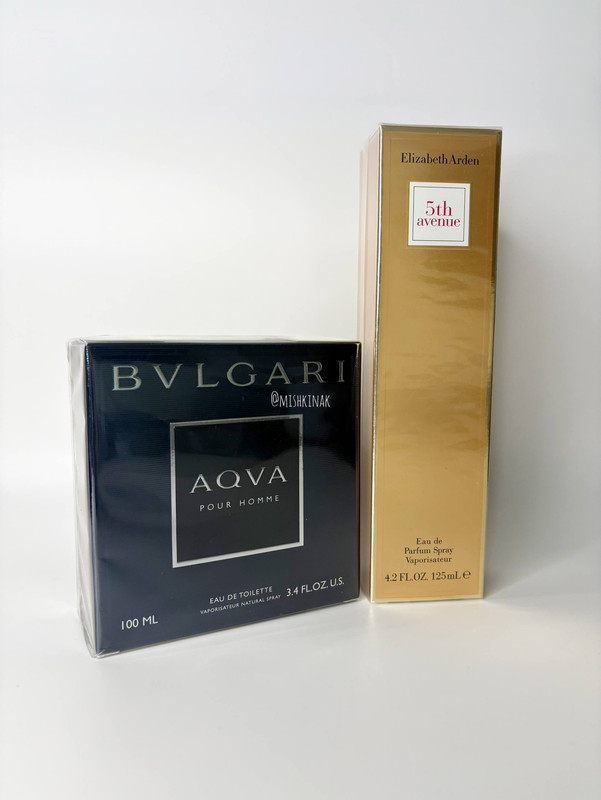 BVLGARI
@MISHKINAK
AQVA
POUR HOMME
EAU DE TOILETTE
VAPORISATEUR NATURAL SPRAY
3.4 FL.OZ. U.S.
100 ML
Elizabeth Arden
5th
avenue
Eau de
Parfum Spray
Vaporisateur
4.2 FL.OZ. 125mL ℮